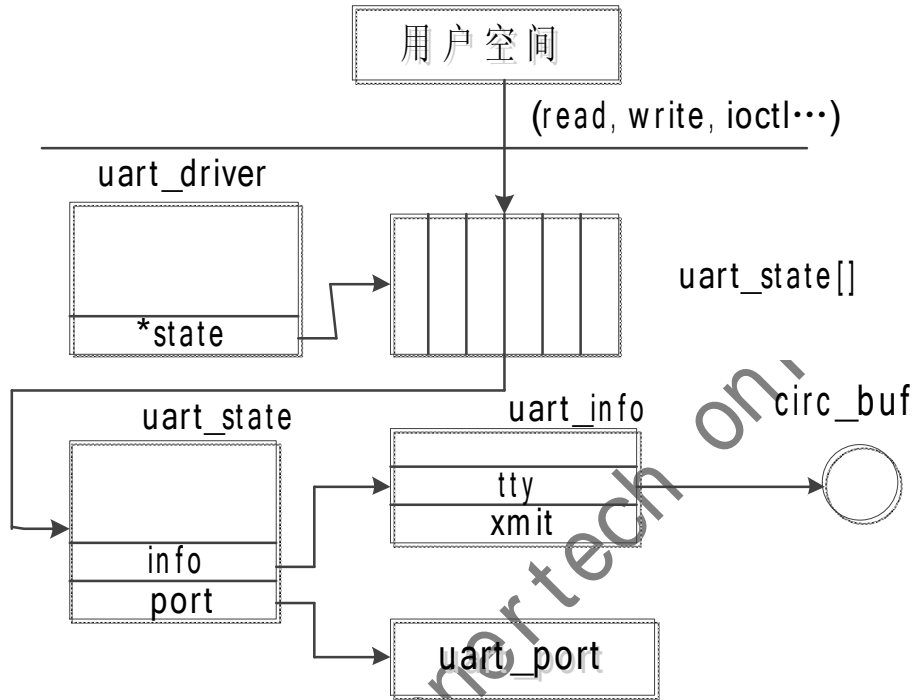 用户空间
(read, write, ioctl…)
uart_driver
*state
uart_state[]
uart_state
uart_info
circ_buf
tty
xmit
info
port
uart_port